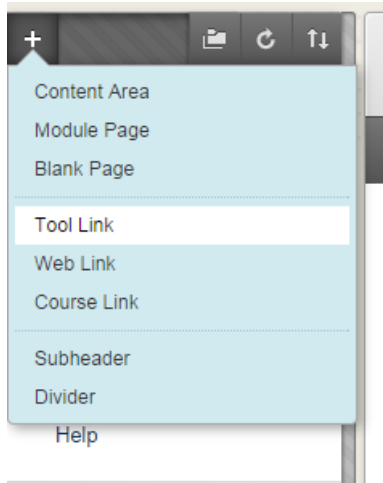 Content Area
Module Page
Blank Page
Tool Link
Web Link
Course Link
Subheader
Divider
Help